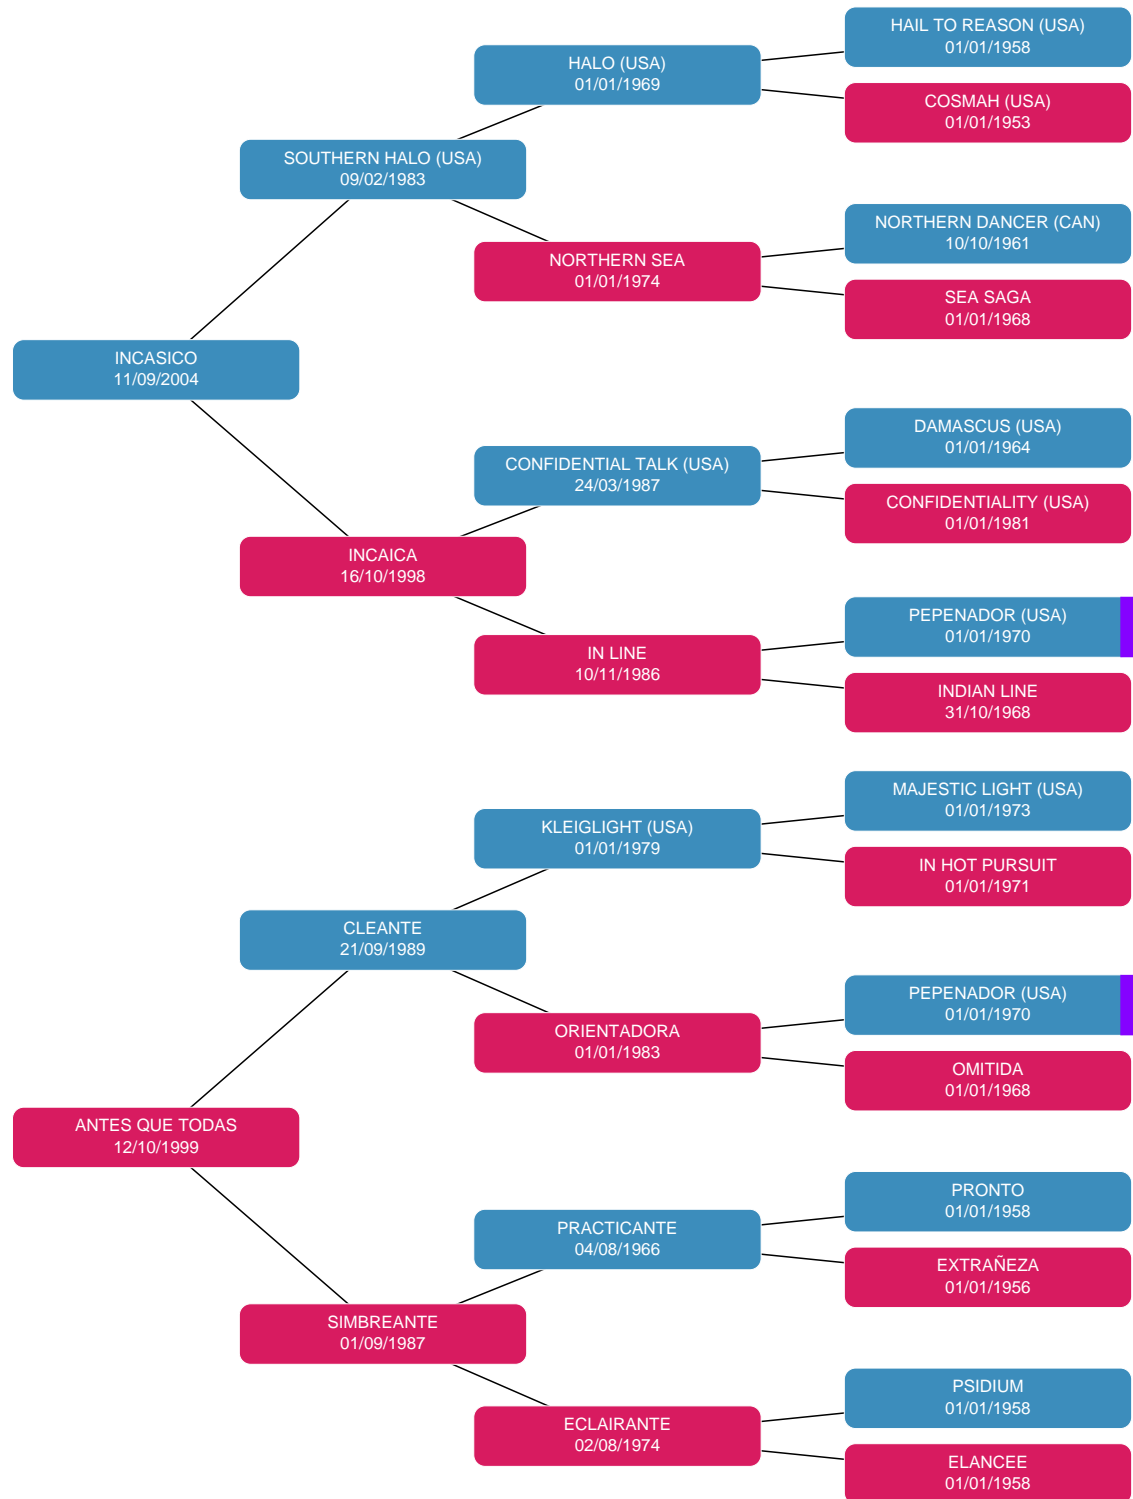 HAIL TO REASON (USA)
01/01/1958
HALO (USA)
01/01/1969
COSMAH (USA)
01/01/1953
SOUTHERN HALO (USA)
09/02/1983
NORTHERN DANCER (CAN)
10/10/1961
NORTHERN SEA
01/01/1974
SEA SAGA
01/01/1968
INCASICO
11/09/2004
DAMASCUS (USA)
01/01/1964
CONFIDENTIAL TALK (USA)
24/03/1987
CONFIDENTIALITY (USA)
01/01/1981
INCAICA
16/10/1998
PEPENADOR (USA)
01/01/1970
IN LINE
10/11/1986
INDIAN LINE
31/10/1968
MAJESTIC LIGHT (USA)
01/01/1973
KLEIGLIGHT (USA)
01/01/1979
IN HOT PURSUIT
01/01/1971
CLEANTE
21/09/1989
PEPENADOR (USA)
01/01/1970
ORIENTADORA
01/01/1983
OMITIDA
01/01/1968
ANTES QUE TODAS
12/10/1999
PRONTO
01/01/1958
PRACTICANTE
04/08/1966
EXTRAÑEZA
01/01/1956
SIMBREANTE
01/09/1987
PSIDIUM
01/01/1958
ECLAIRANTE
02/08/1974
ELANCEE
01/01/1958